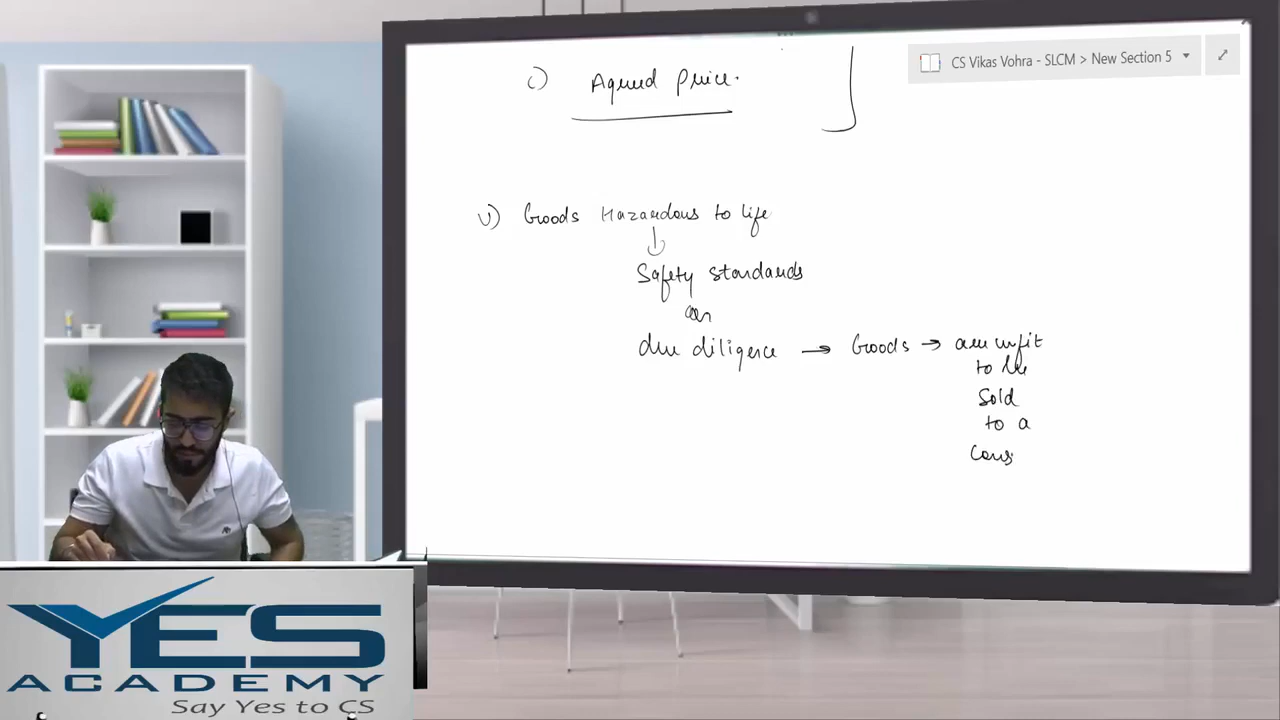 CS Vikas Vohra - SLCM > New Section 5
c) Agreed price.
v) Goods Hazardous to life
Safety standards
or
due diligence → Goods → are unfit
to be
sold
to a
Cons
YES
ACADEMY
Say Yes to CS